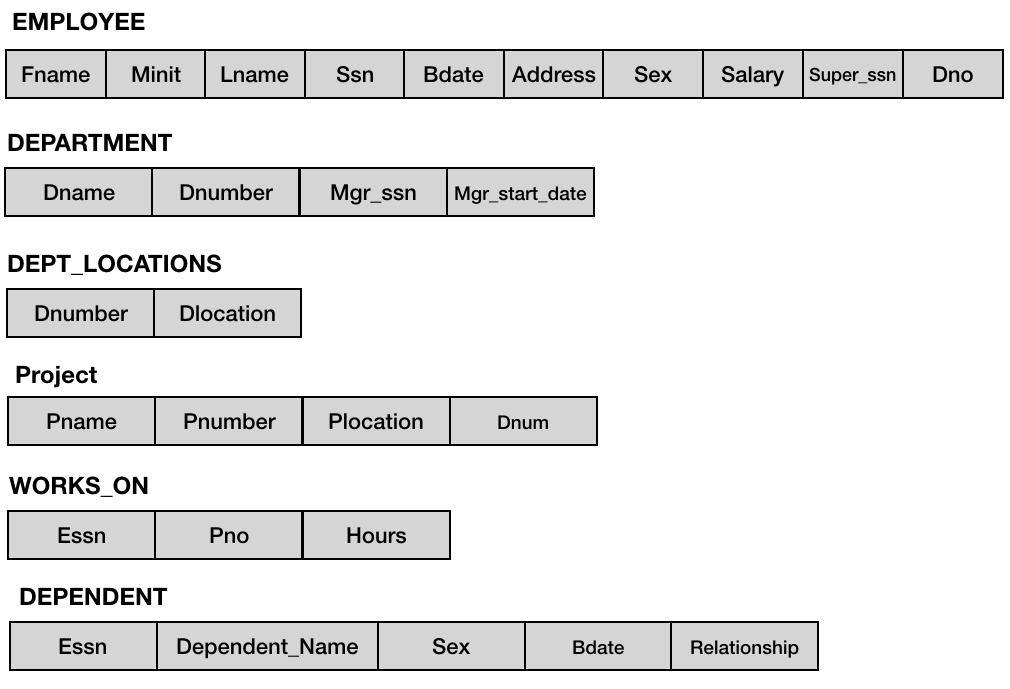 EMPLOYEE
Fname Minit Lname Ssn Bdate Address Sex Salary Super_ssn Dno
DEPARTMENT
Dname Dnumber Mgr_ssn Mgr_start_date
DEPT_LOCATIONS
Dnumber Dlocation
Project
Pname Pnumber Plocation Dnum
WORKS_ON
Essn Pno Hours
DEPENDENT
Essn Dependent_Name Sex Bdate Relationship